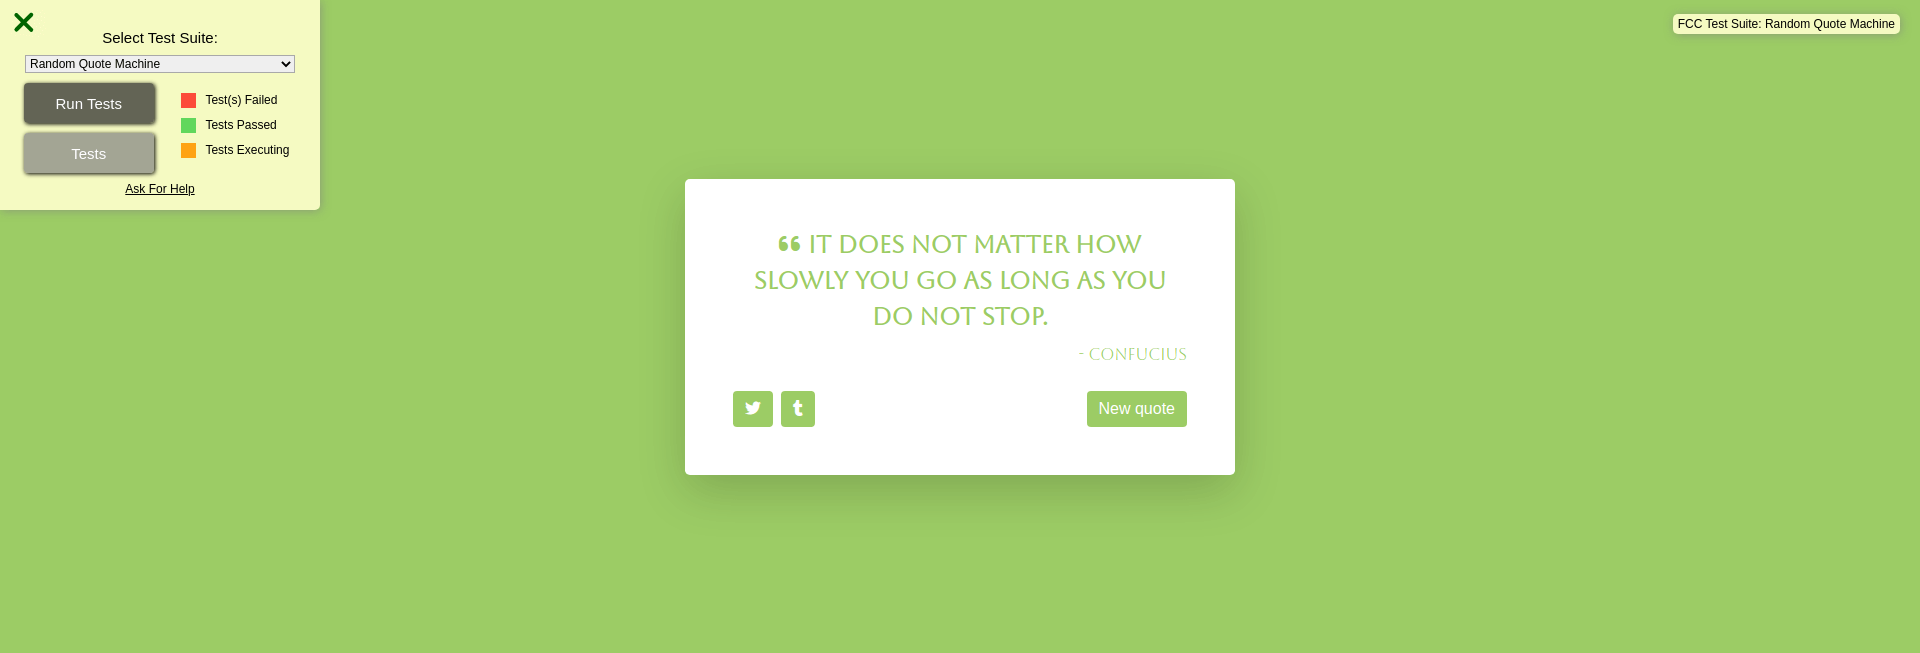 Select Test Suite:
Random Quote Machine
Run Tests
Test(s) Failed
Tests Passed
Tests
Tests Executing
Ask For Help
FCC Test Suite: Random Quote Machine
“ IT DOES NOT MATTER HOW
SLOWLY YOU GO AS LONG AS YOU
DO NOT STOP.
- CONFUCIUS
New quote